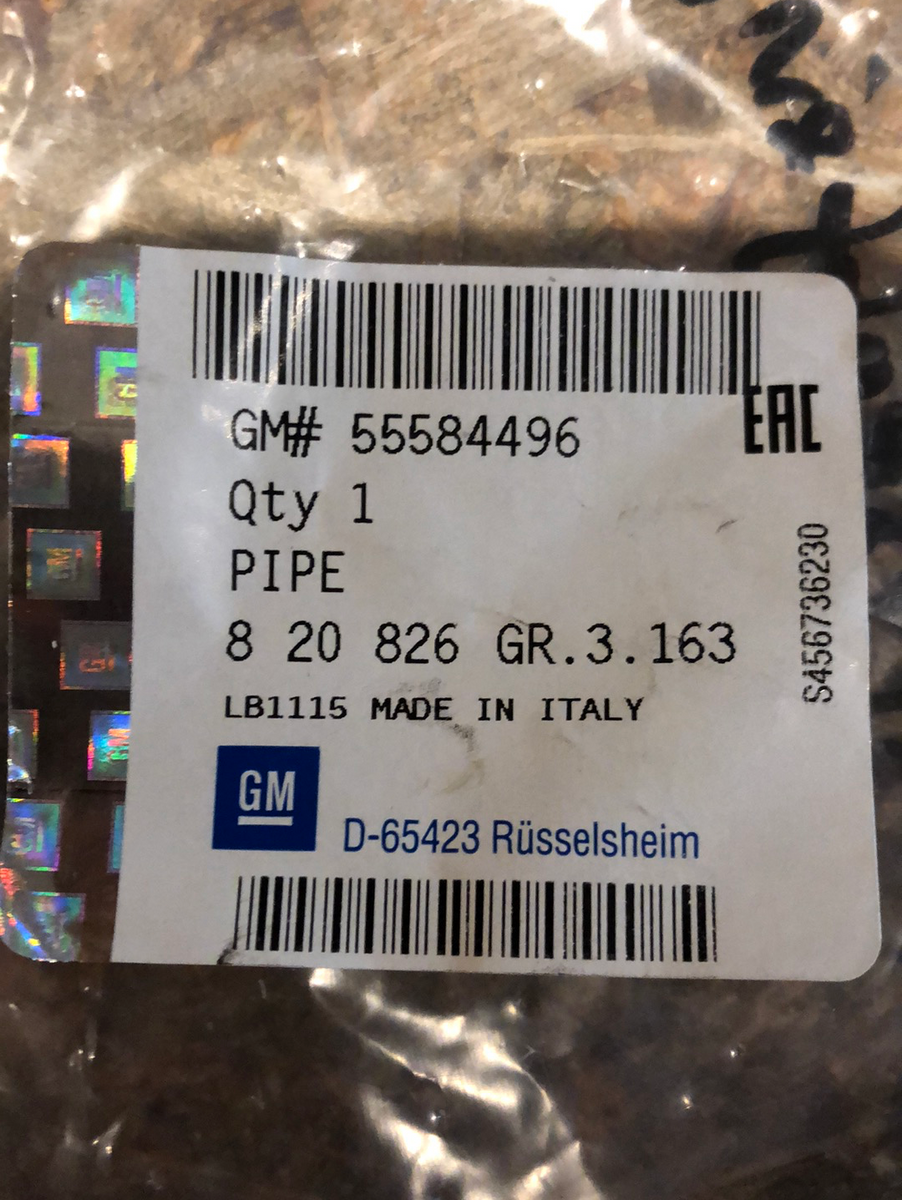 GM# 55584496
EAC
Qty 1
PIPE
8 20 826 GR.3.163
LB1115 MADE IN ITALY
S456736230
GM
D-65423 Rüsselsheim